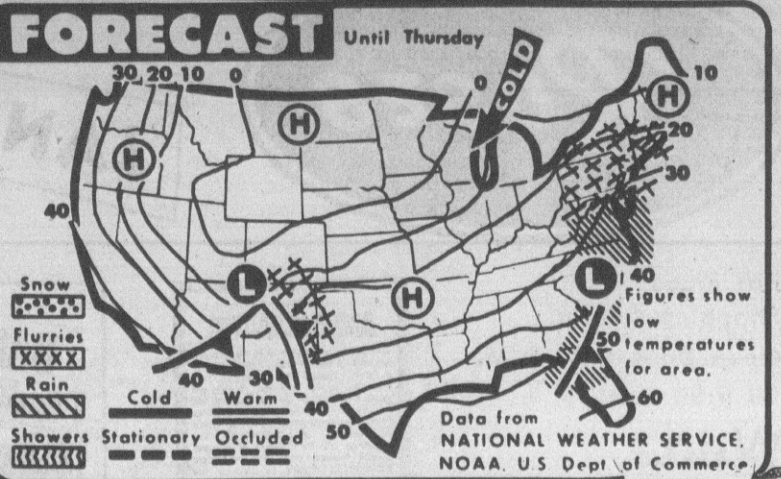 FORECAST
Until Thursday
COLD
30 20 10 0
0
10
H
H
H
20
30
40
L
H
L
40
Snow
Flurries
Rain
Showers
Cold
Warm
Stationary
Occluded
40
30
40
50
50
60
Figures show
low
temperatures
for area.
Data from
NATIONAL WEATHER SERVICE,
NOAA, U.S Dept of Commerce